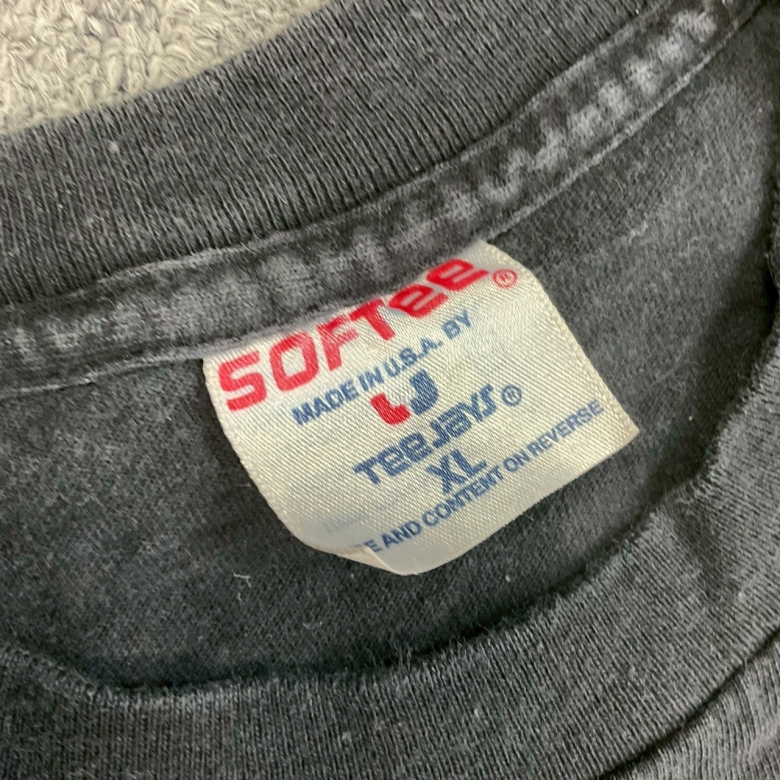 SOFTEE®
MADE IN U.S.A. BY
TEEJAYS®
XL
AND CONTENT ON REVERSE